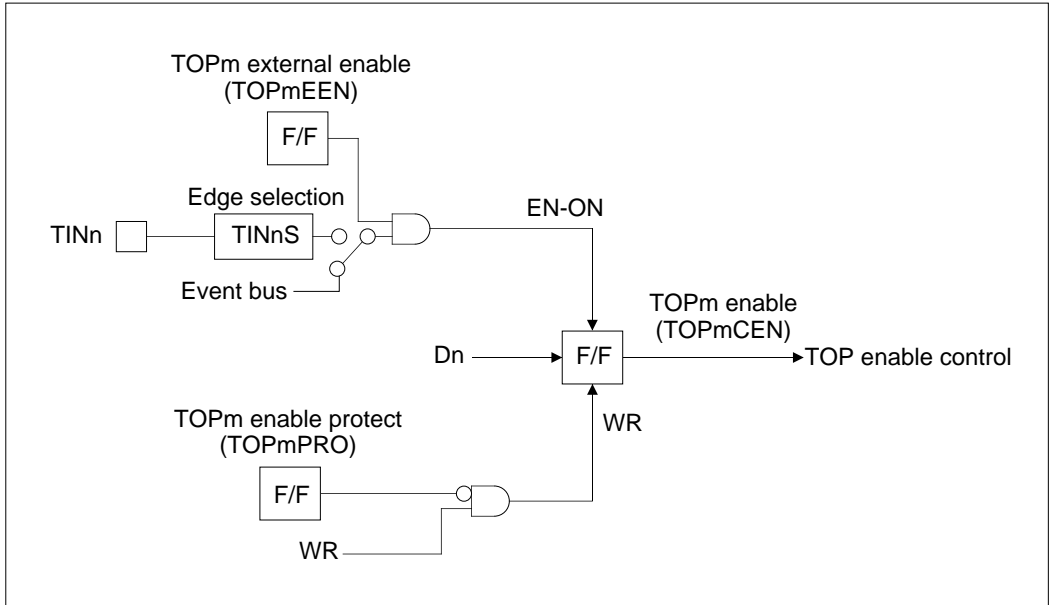 TOPm external enable
(TOPmEEN)
F/F
Edge selection
TINn
TINnS
EN-ON
Event bus
TOPm enable
(TOPmCEN)
Dn
F/F
TOP enable control
TOPm enable protect
(TOPmPRO)
WR
F/F
WR